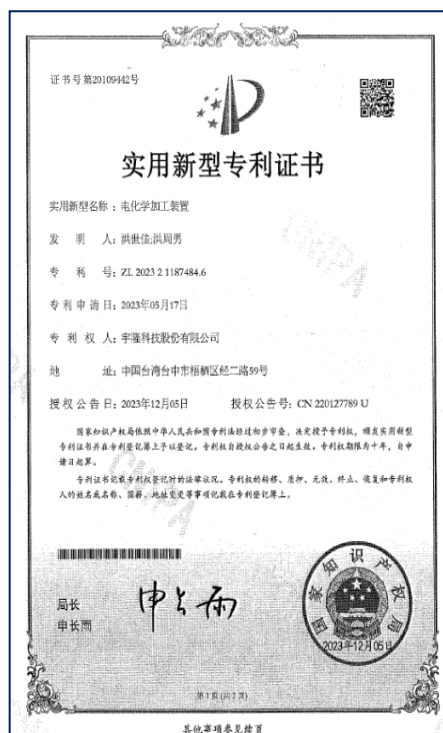 证书号第20109442号
实用新型专利证书
实用新型名称：电化学加工装置
发 明 人：洪世佳;洪周男
专 利 号：ZL 2023 2 1187484.6
专利申请日：2023年05月17日
专 利 权 人：宇隆科技股份有限公司
地 址：中国台湾台中市梧栖区经二路59号
授权公告日：2023年12月05日 授权公告号：CN 220127789 U
国家知识产权局依照中华人民共和国专利法经过初步审查，决定授予专利权，颁发实用新型
专利证书并在专利登记簿上予以登记。专利权自授权公告之日起生效。专利权期限为十年，自申
请日起算。
专利证书记载专利权登记时的法律状况。专利权的转移、质押、无效、终止、恢复和专利权
人的姓名或名称、国籍、地址变更等事项记载在专利登记簿上。
局长
申长雨
申长雨
国家知识产权局
2023年12月05日
第 1 页 (共 2 页)
其他事项参见续页
CNIPA
CNIPA